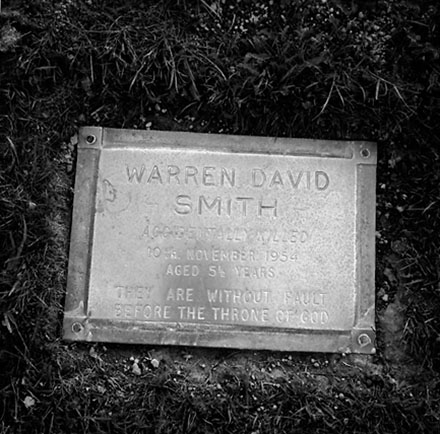 WARREN DAVID
SMITH
ACCIDENTALLY KILLED
10TH NOVEMBER 1954
AGED 5½ YEARS
THEY ARE WITHOUT FAULT
BEFORE THE THRONE OF GOD